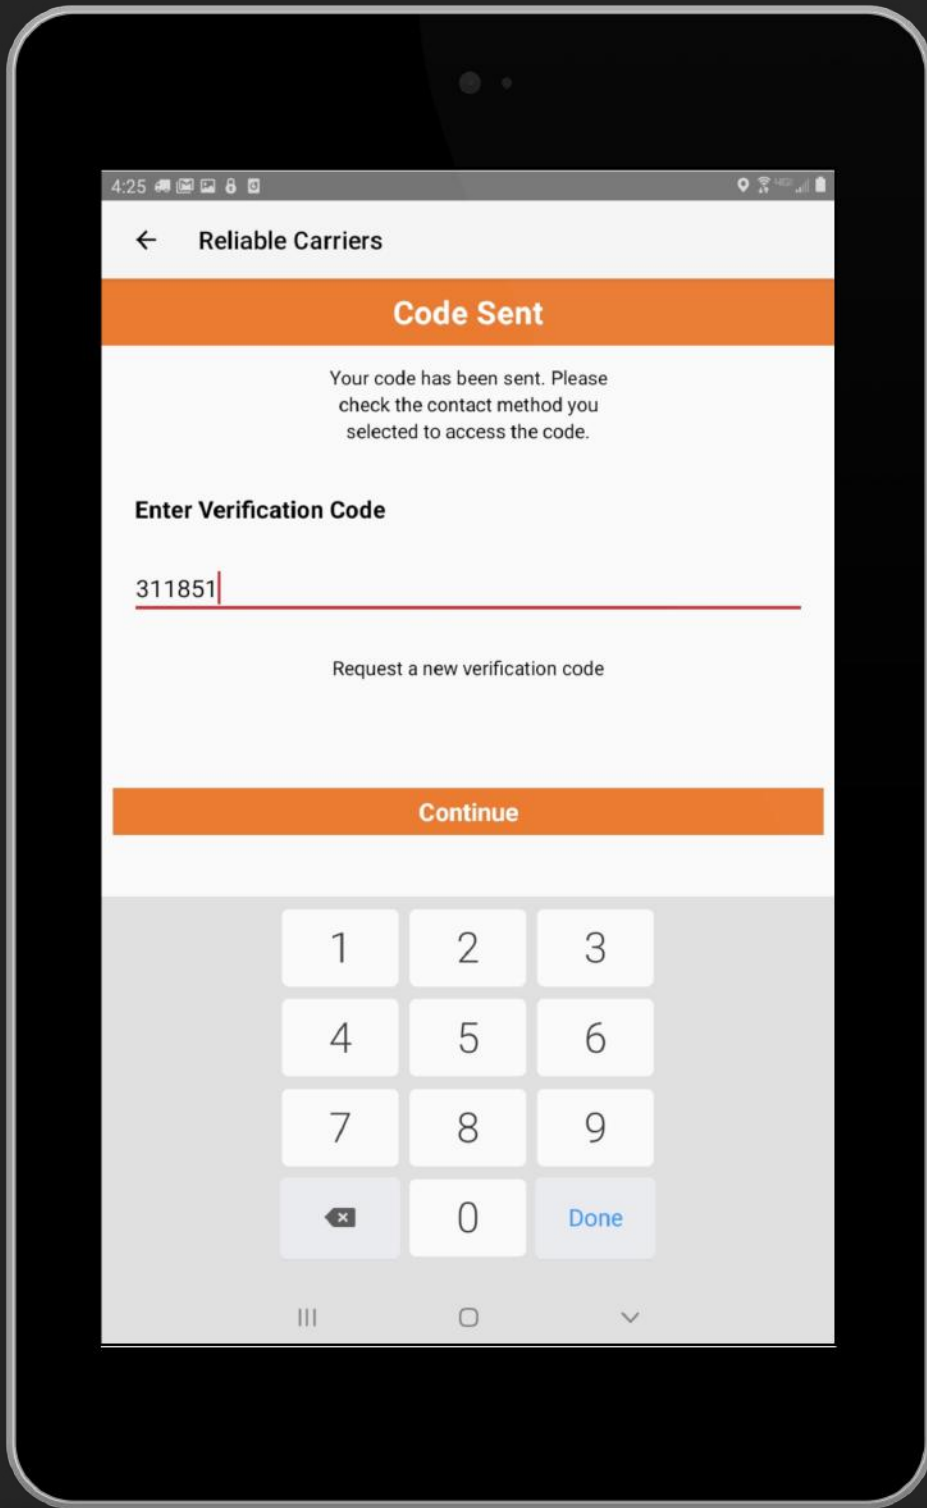 4:25
Reliable Carriers
Code Sent
Your code has been sent. Please
check the contact method you
selected to access the code.
Enter Verification Code
311851
Request a new verification code
Continue
1 2 3
4 5 6
7 8 9
0 Done